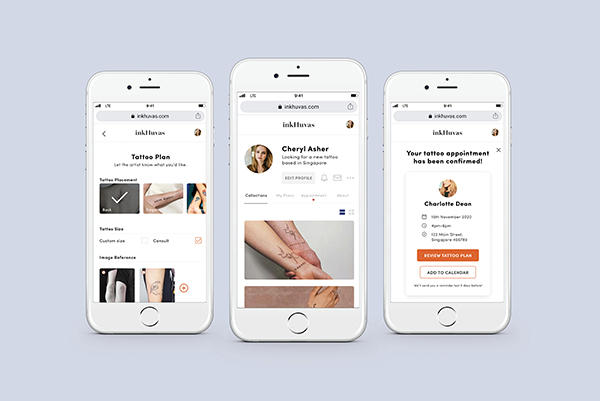 LTE
9:41
inkhuvas.com
inkHuvas
Tattoo Plan
Let the artist know what you'd like.
Tattoo Placement
Back
Tattoo Size
Custom size
Consult
Image Reference
LTE
9:41
inkhuvas.com
inkHuvas
Cheryl Asher
Looking for a new tattoo
based in Singapore
EDIT PROFILE
Collections
My Plans
Appointment
About
LTE
9:41
inkhuvas.com
inkHuvas
Your tattoo appointment
has been confirmed!
Charlotte Dean
10th November 2020
4pm-6pm
123 Main Street,
Singapore 456789
REVIEW TATTOO PLAN
ADD TO CALENDAR
We'll send you a reminder text 2 days before!